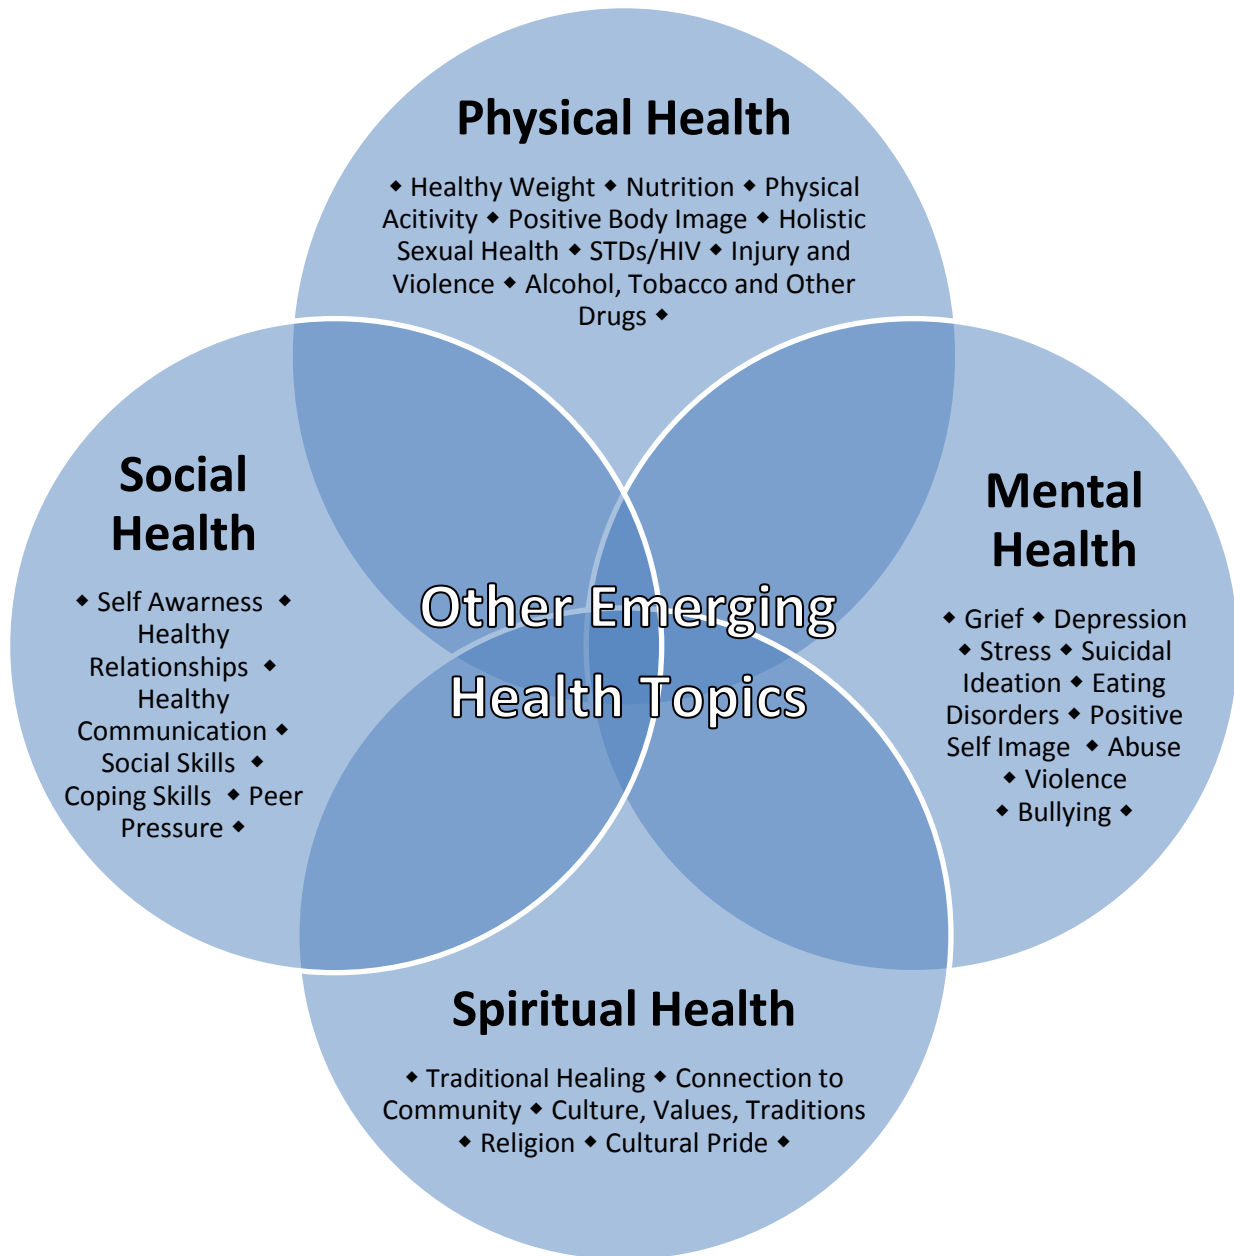 Physical Health
◆ Healthy Weight ◆ Nutrition ◆ Physical
Acitivity ◆ Positive Body Image ◆ Holistic
Sexual Health ◆ STDs/HIV ◆ Injury and
Violence ◆ Alcohol, Tobacco and Other
Drugs ◆
Social
Health
◆ Self Awarness ◆
Healthy
Relationships ◆
Healthy
Communication ◆
Social Skills ◆
Coping Skills ◆ Peer
Pressure ◆
Other Emerging
Health Topics
Mental
Health
◆ Grief ◆ Depression
◆ Stress ◆ Suicidal
Ideation ◆ Eating
Disorders ◆ Positive
Self Image ◆ Abuse
◆ Violence
◆ Bullying ◆
Spiritual Health
◆ Traditional Healing ◆ Connection to
Community ◆ Culture, Values, Traditions
◆ Religion ◆ Cultural Pride ◆